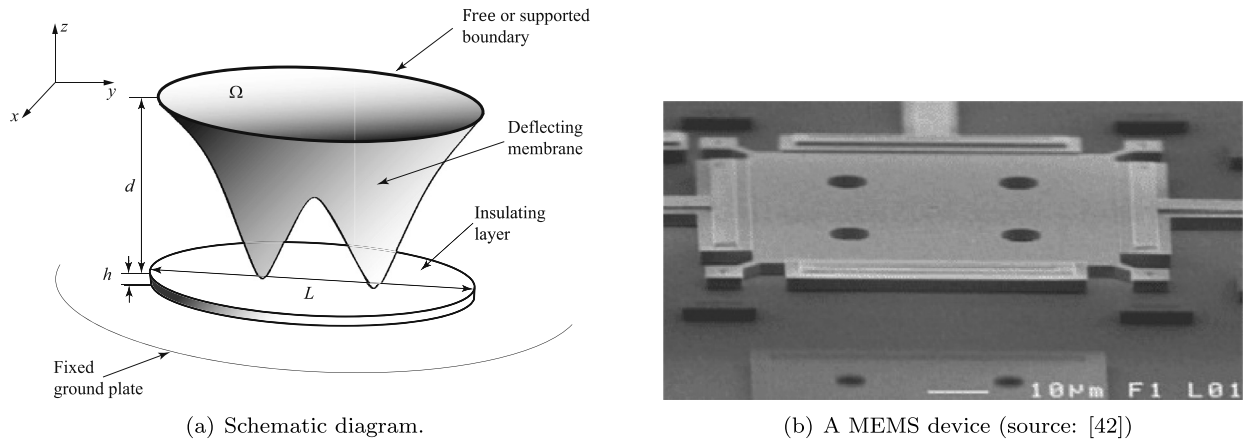 Free or supported
boundary
z
y
x
Ω
Deflecting
membrane
d
Insulating
layer
h
L
Fixed
ground plate
10μm F1 L01
(a) Schematic diagram.
(b) A MEMS device (source: [42])